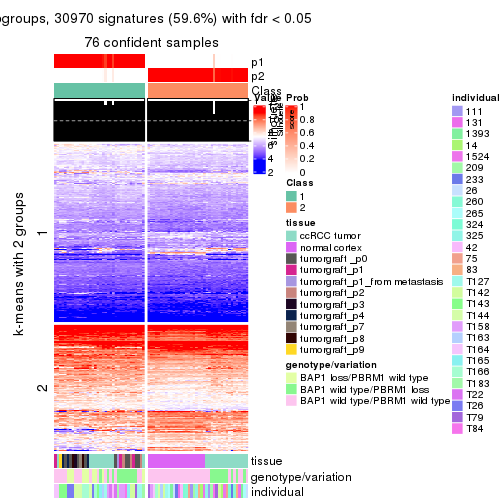 ogroups, 30970 signatures (59.6%) with fdr < 0.05
76 confident samples
p1
p2
Class
Prob
1
0.8
0.6
0.4
0.2
0
2
4
6
k-means with 2 groups
1
2
Class
1
2
tissue
ccRCC tumor
normal cortex
tumorgraft_p0
tumorgraft_p1
tumorgraft_p1_from metastasis
tumorgraft_p2
tumorgraft_p3
tumorgraft_p4
tumorgraft_p7
tumorgraft_p8
tumorgraft_p9
genotype/variation
BAP1 loss/PBRM1 wild type
BAP1 wild type/PBRM1 loss
BAP1 wild type/PBRM1 wild type
individual
111
131
1393
14
1524
209
233
26
260
265
324
325
42
75
83
T127
T142
T143
T144
T158
T163
T164
T165
T166
T183
T22
T26
T79
T84
tissue
genotype/variation
individual